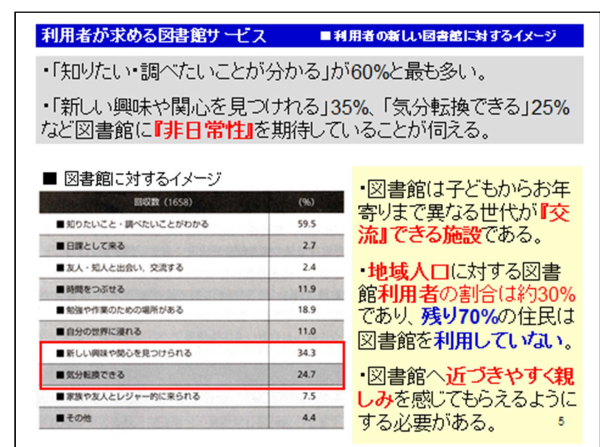 利用者が求める図書館サービス ■利用者の新しい図書館に対するイメージ
・「知りたい・調べたいことが分かる」が60%と最も多い。
・「新しい興味や関心を見つけれる」35%、「気分転換できる」25%
など図書館に『非日常性』を期待していることが伺える。
■ 図書館に対するイメージ
回収数 (1658) (%)
■知りたいこと・調べたいことがわかる 59.5
■日課として来る 2.7
■友人・知人と出会い、交流する 2.4
■時間をつぶせる 11.9
■勉強や作業のための場所がある 18.9
■自分の世界に浸れる 11.0
■新しい興味や関心を見つけられる 34.3
■気分転換できる 24.7
■家族や友人とレジャー的に来られる 7.5
■その他 4.4
・図書館は子どもからお年
寄りまで異なる世代が『交
流』できる施設である。
・地域人口に対する図書
館利用者の割合は約30%
であり、残り70%の住民は
図書館を利用していない。
・図書館へ近づきやすく親
しみを感じてもらえるように
する必要がある。
5